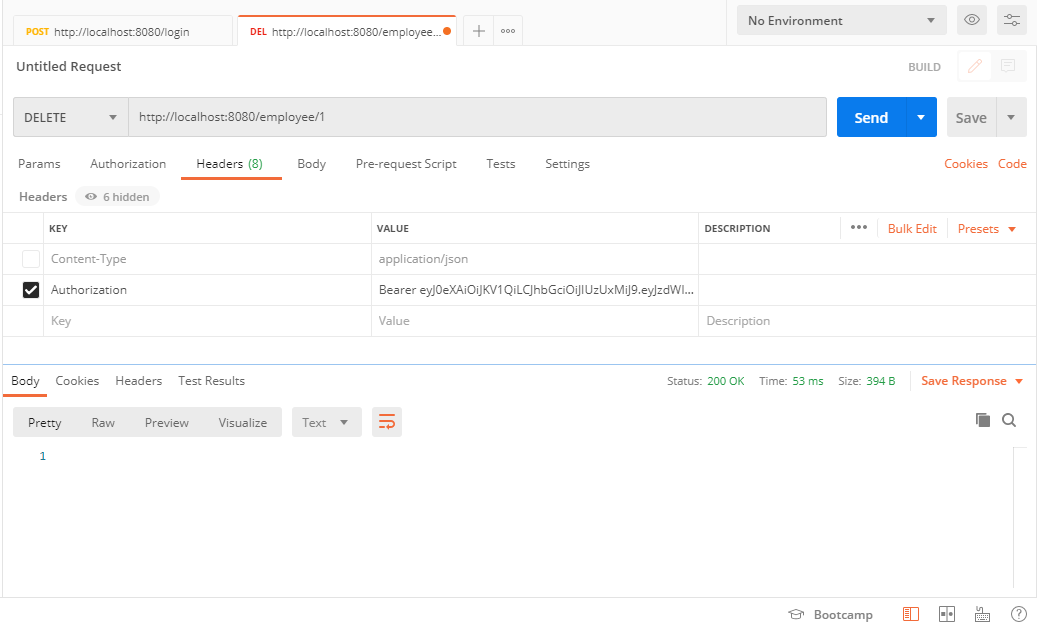 POST http://localhost:8080/login DEL http://localhost:8080/employee... No Environment
Untitled Request BUILD
DELETE http://localhost:8080/employee/1 Send Save
Params Authorization Headers (8) Body Pre-request Script Tests Settings Cookies Code
Headers 6 hidden
KEY VALUE DESCRIPTION ••• Bulk Edit Presets
Content-Type application/json
Authorization Bearer eyJ0eXAiOiJKV1QiLCJhbGciOiJIUzUxMiJ9.eyJzdWI...
Key Value Description
Body Cookies Headers Test Results Status: 200 OK Time: 53 ms Size: 394 B Save Response
Pretty Raw Preview Visualize Text
1
Bootcamp